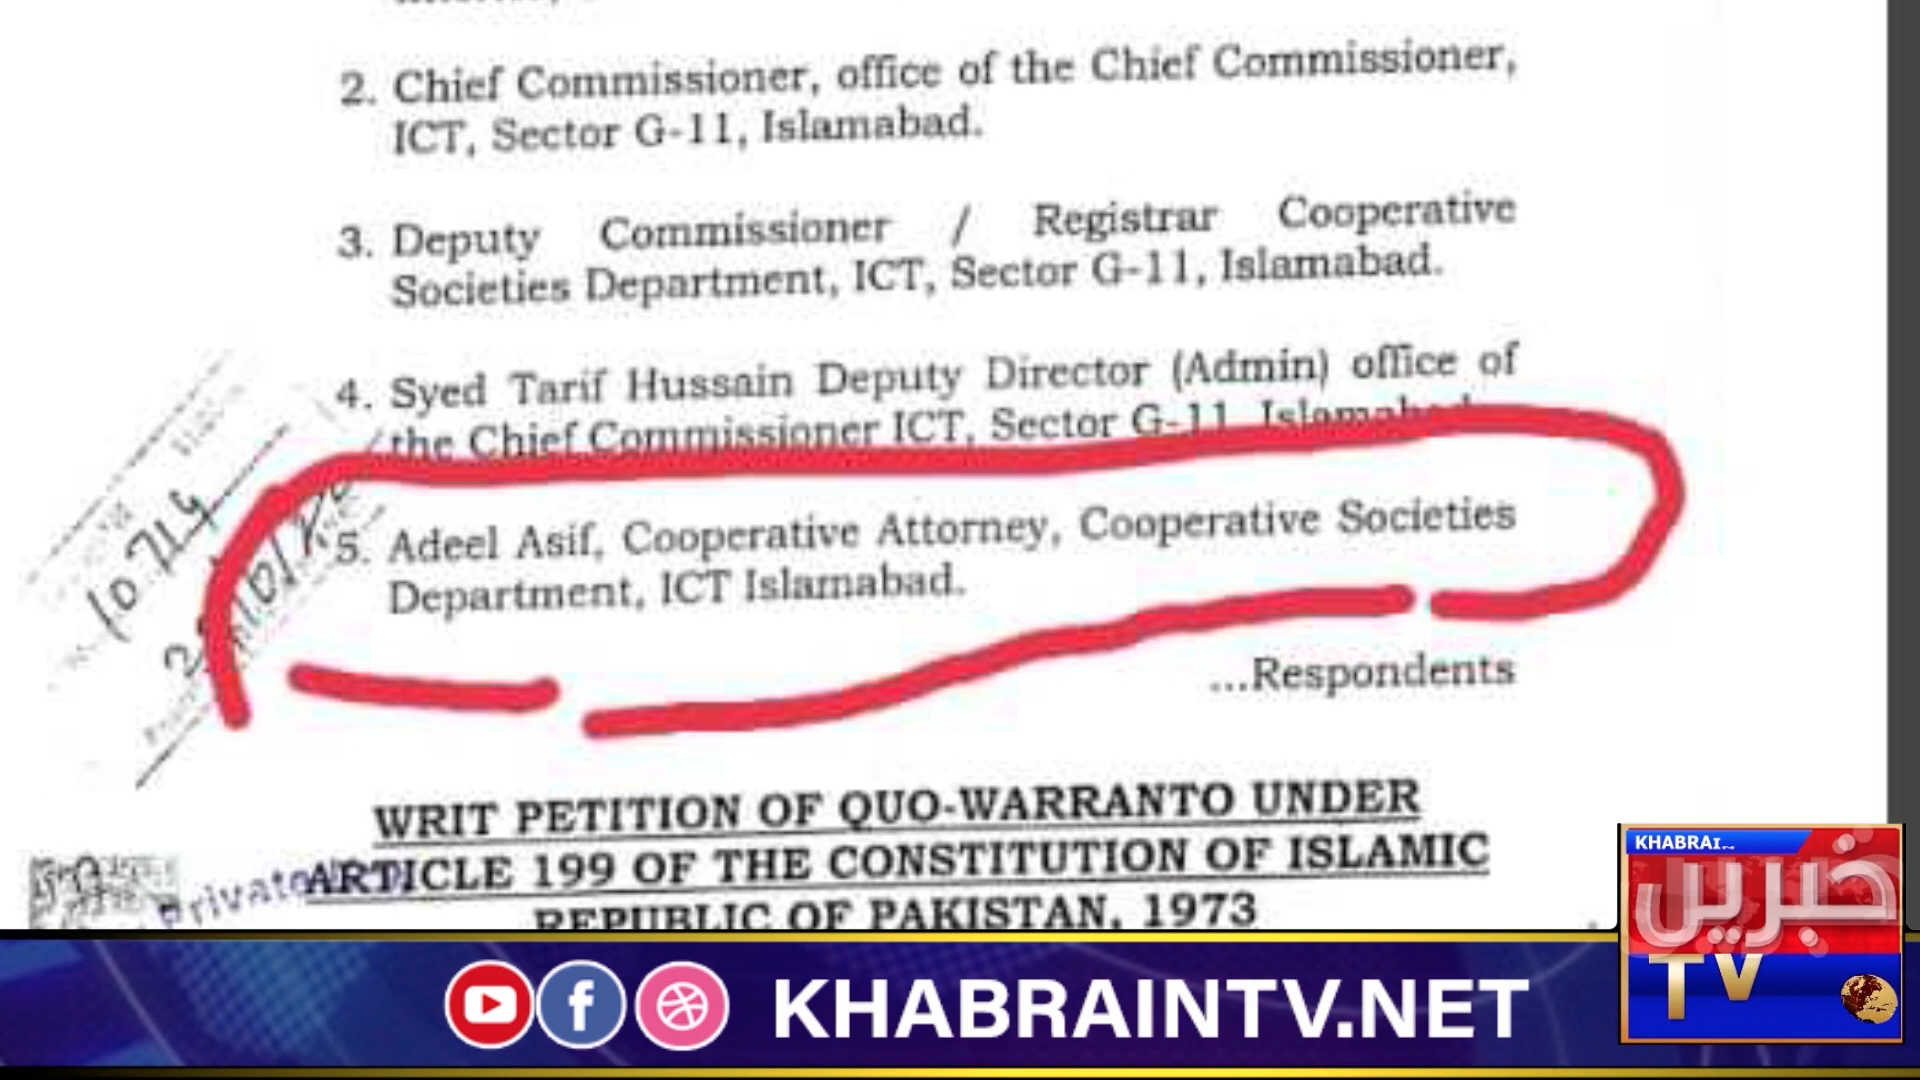 2. Chief Commissioner, office of the Chief Commissioner,
ICT, Sector G-11, Islamabad.
3. Deputy Commissioner / Registrar Cooperative
Societies Department, ICT, Sector G-11, Islamabad.
4. Syed Tarif Hussain Deputy Director (Admin) office of
the Chief Commissioner ICT, Sector G-11, Islamabad.
10714
5. Adeel Asif, Cooperative Attorney, Cooperative Societies
Department, ICT Islamabad.
...Respondents
WRIT PETITION OF QUO-WARRANTO UNDER
ARTICLE 199 OF THE CONSTITUTION OF ISLAMIC
REPUBLIC OF PAKISTAN, 1973
Private
KHABRAINTV.NET
خبریں
TV